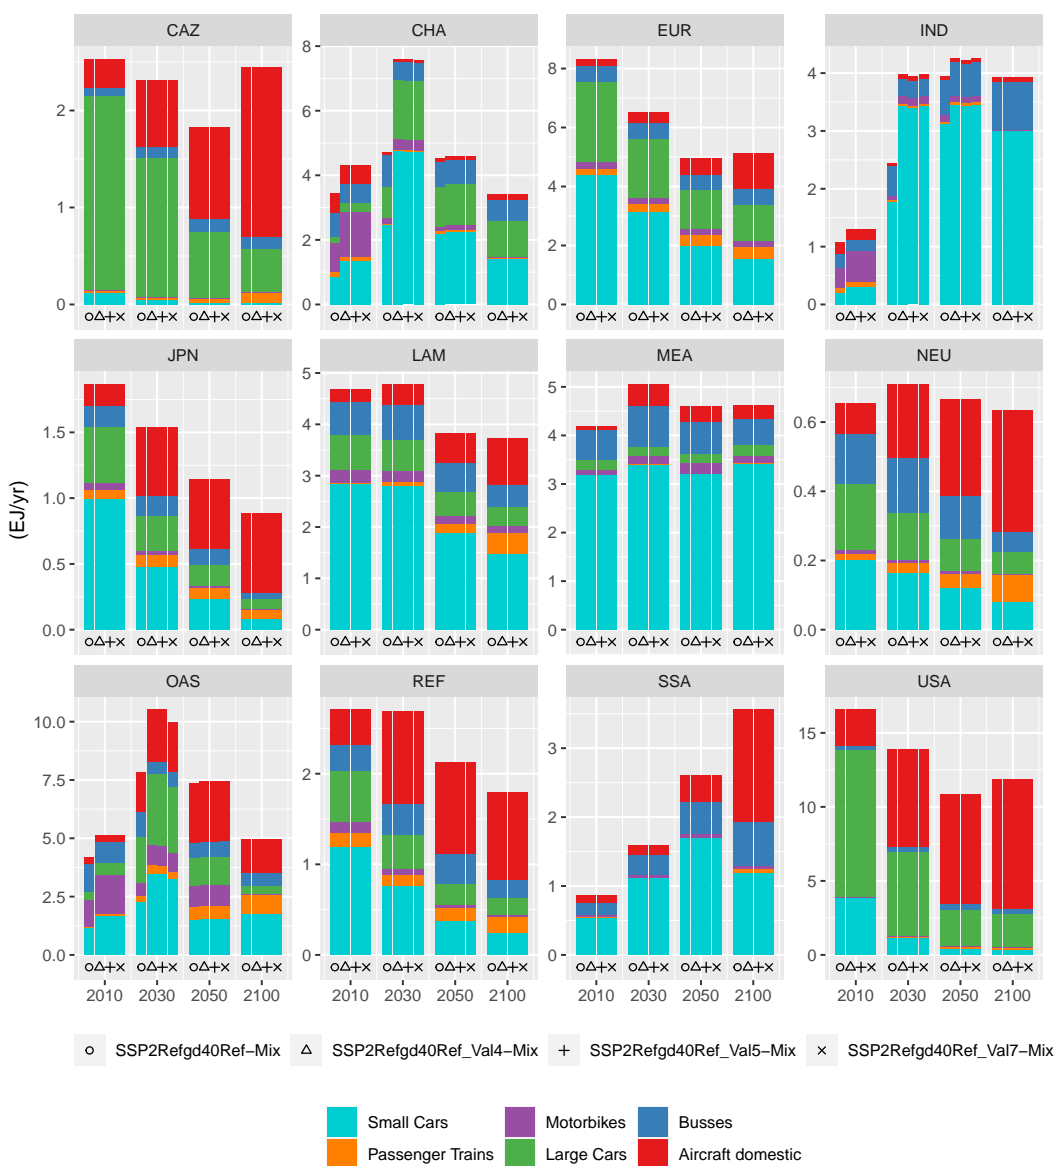 CAZ CHA EUR IND
2 1 0
8 6 4 2 0
8 6 4 2 0
4 3 2 1 0
JPN LAM MEA NEU
1.5 1.0 0.5 0.0
5 4 3 2 1 0
5 4 3 2 1 0
0.6 0.4 0.2 0.0
(EJ/yr)
OAS REF SSA USA
10.0 7.5 5.0 2.5 0.0
2 1 0
3 2 1 0
15 10 5 0
2010 2030 2050 2100 2010 2030 2050 2100 2010 2030 2050 2100 2010 2030 2050 2100
SSP2Refgd40Ref−Mix SSP2Refgd40Ref_Val4−Mix SSP2Refgd40Ref_Val5−Mix SSP2Refgd40Ref_Val7−Mix
Small Cars Motorbikes Busses
Passenger Trains Large Cars Aircraft domestic